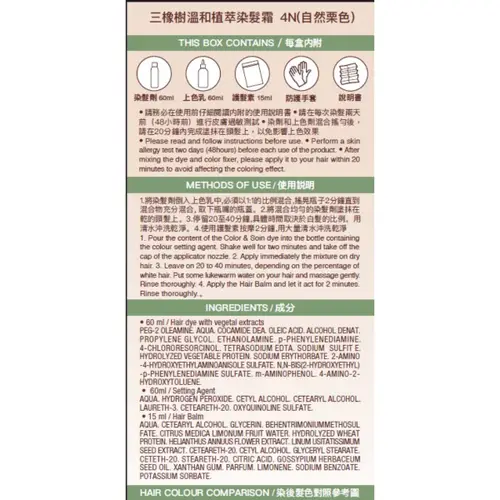 三橡樹溫和植萃染髮霜 4N(自然栗色)
THIS BOX CONTAINS / 每盒内附
染髮劑 60ml 上色乳 60ml 護髮素 15ml 防護手套 說明書
• 請務必在使用前仔細閱讀内附的使用說明書 • 請在每次染髮兩天
前（48小時前）進行皮膚過敏測試 • 染劑和上色劑混合搖勻後，
請在20分鐘內完成塗抹在頭髮上，以免影響上色效果
• Please read and follow instructions before use. • Perform a skin
allergy test two days (48hours) before each use of the product. • After
mixing the dye and color fixer, please apply it to your hair within 20
minutes to avoid affecting the coloring effect.
METHODS OF USE/使用說明
1.將染髮劑倒入上色乳中,必須以1:1的比例混合,搖晃瓶子2分鐘直到
混合物充分混合, 取下瓶嘴的瓶蓋。2.將混合均勻的染髮劑塗抹在
乾的頭髮上。3.停留20至40分鐘,具體時間取決於白髮的比例。用
清水沖洗乾淨。4.使用護髮素按摩2分鐘,用大量清水沖洗乾淨
1. Pour the content of the Color & Soin dye into the bottle containing
the colour setting agent. Shake well for two minutes and take off the
cap of the applicator nozzle. 2. Apply immediately the mixture on dry
hair. 3. Leave on 20 to 40 minutes, depending on the percentage of
white hair. Put some lukewarm water on your hair and massage gently.
Rinse thoroughly. 4. Apply the Hair Balm and let it act for 2 minutes.
Rinse thoroughly. 。
INGREDIENTS / 成分
• 60 ml / Hair dye with vegetal extracts
PEG-2 OLEAMINE. AQUA. COCAMIDE DEA. OLEIC ACID. ALCOHOL DENAT.
PROPYLENE GLYCOL. ETHANOLAMINE. p-PHENYLENEDIAMINE.
4-CHLORORESORCINOL. TETRASODIUM EDTA. SODIUM SULFIT E.
HYDROLYZED VEGETABLE PROTEIN. SODIUM ERYTHORBATE. 2-AMINO
-4-HYDROXYETHYLAMINOANISOLE SULFATE. N,N-BIS(2-HYDROXYETHYL)
-p-PHENYLENEDIAMINE SULFATE. m-AMINOPHENOL. 4-AMINO-2-
HYDROXYTOLUENE.
• 60ml / Setting Agent
AQUA. HYDROGEN PEROXIDE. CETYL ALCOHOL. CETEARYL ALCOHOL.
LAURETH-3. CETEARETH-20. OXYQUINOLINE SULFATE.
• 15 ml / Hair Balm
AQUA. CETEARYL ALCOHOL. GLYCERIN. BEHENTRIMONIUMMETHOSUL
FATE. CITRUS MEDICA LIMONUM FRUIT WATER. HYDROLYZED WHEAT
PROTEIN. HELIANTHUS ANNUUS FLOWER EXTRACT. LINUM USITATISSIMUM
SEED EXTRACT. CETEARETH-20. CETYL ALCOHOL. GLYCERYL STEARATE.
CETETH-20. STEARETH-20. CITRIC ACID. GOSSYPIUM HERBACEUM
SEED OIL. XANTHAN GUM. PARFUM. LIMONENE. SODIUM BENZOATE.
POTASSIUM SORBATE.
HAIR COLOUR COMPARISON / 染後髮色對照參考圖